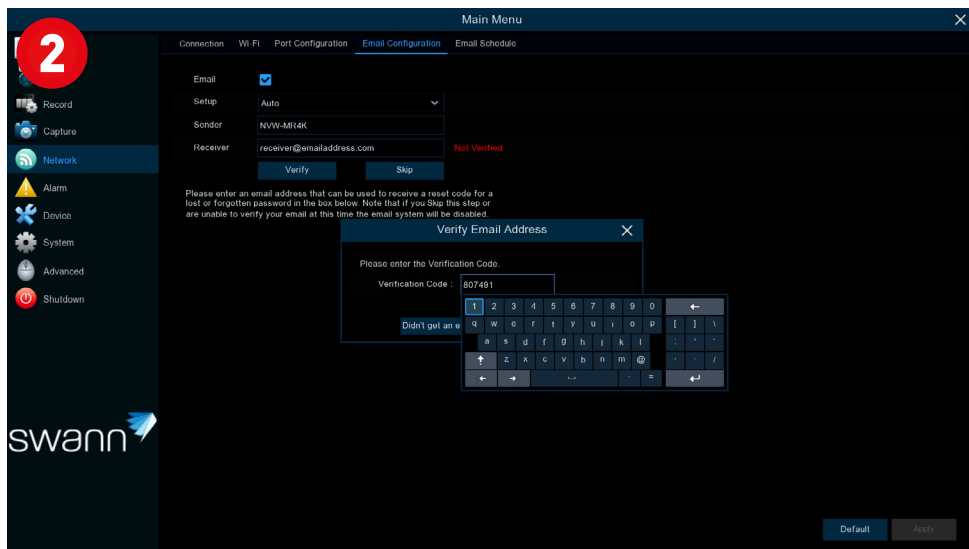 Main Menu
2
Connection Wi-Fi Port Configuration Email Configuration Email Schedule
Email
Record
Setup Auto
Capture
Sender NVW-MR4K
Network
Receiver receiver@emailaddress.com Not Verified
Verify Skip
Alarm
Please enter an email address that can be used to receive a reset code for a
lost or forgotten password in the box below. Note that if you Skip this step or
are unable to verify your email at this time the email system will be disabled.
Device
System
Advanced
Shutdown
Verify Email Address
Please enter the Verification Code.
Verification Code : 807491
Didn't get an e
1 2 3 4 5 6 7 8 9 0
q w e r t y u i o p [ ] \
a s d f g h j k l
z x c v b n m @ /
- =
swann
Default Apply